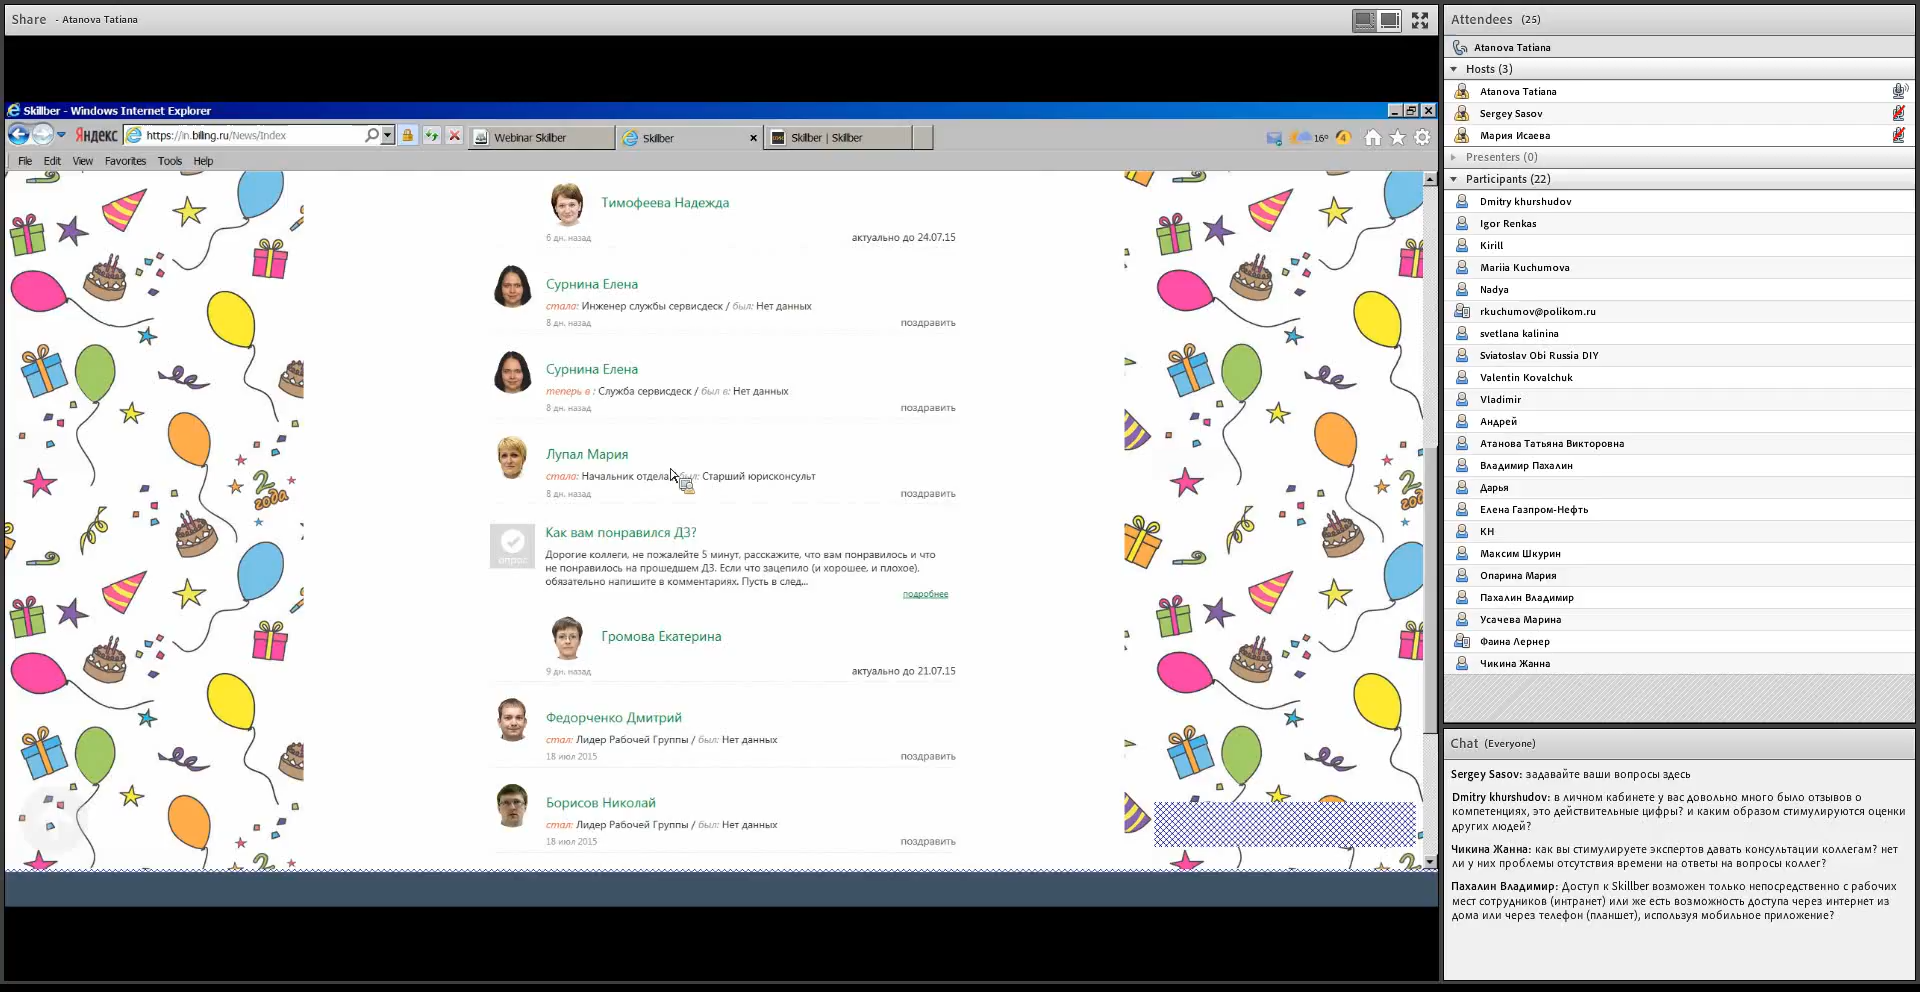 Share - Atanova Tatiana
Skillber - Windows Internet Explorer
Яндекс https://in.biling.ru/News/Index
Webinar Skillber
Skillber
Skillber | Skillber
16°
4
File Edit View Favorites Tools Help
Тимофеева Надежда
6 дн. назад
актуально до 24.07.15
Сурнина Елена
стала: Инженер службы сервисдеск / был: Нет данных
8 дн. назад
поздравить
Сурнина Елена
теперь в : Служба сервисдеск / был в: Нет данных
8 дн. назад
поздравить
Лупал Мария
стала: Начальник отдела был: Старший юрисконсульт
8 дн. назад
поздравить
опрос
Как вам понравился ДЗ?
Дорогие коллеги, не пожалейте 5 минут, расскажите, что вам понравилось и что
не понравилось на прошедшем ДЗ. Если что зацепило (и хорошее, и плохое),
обязательно напишите в комментариях. Пусть в след...
подробнее
Громова Екатерина
9 дн. назад
актуально до 21.07.15
Федорченко Дмитрий
стал: Лидер Рабочей Группы / был: Нет данных
18 июл 2015
поздравить
Борисов Николай
стал: Лидер Рабочей Группы / был: Нет данных
18 июл 2015
поздравить
2 года
Attendees (25)
Atanova Tatiana
Hosts (3)
Atanova Tatiana
Sergey Sasov
Мария Исаева
Presenters (0)
Participants (22)
Dmitry khurshudov
Igor Renkas
Kirill
Mariia Kuchumova
Nadya
rkuchumov@polikom.ru
svetlana kalinina
Sviatoslav Obi Russia DIY
Valentin Kovalchuk
Vladimir
Андрей
Атанова Татьяна Викторовна
Владимир Пахалин
Дарья
Елена Газпром-Нефть
КН
Максим Шкурин
Опарина Мария
Пахалин Владимир
Усачева Марина
Фаина Лернер
Чикина Жанна
Chat (Everyone)
Sergey Sasov: задавайте ваши вопросы здесь
Dmitry khurshudov: в личном кабинете у вас довольно много было отзывов о
компетенциях, это действительные цифры? и каким образом стимулируются оценки
других людей?
Чикина Жанна: как вы стимулируете экспертов давать консультации коллегам? нет
ли у них проблемы отсутствия времени на ответы на вопросы коллег?
Пахалин Владимир: Доступ к Skillber возможен только непосредственно с рабочих
мест сотрудников (интранет) или же есть возможность доступа через интернет из
дома или через телефон (планшет), используя мобильное приложение?